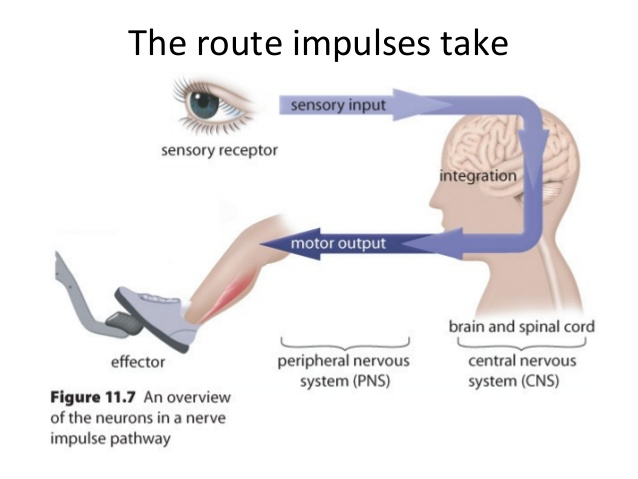 The route impulses take
sensory input
sensory receptor
integration
motor output
brain and spinal cord
effector
peripheral nervous
system (PNS)
central nervous
system (CNS)
Figure 11.7 An overview
of the neurons in a nerve
impulse pathway